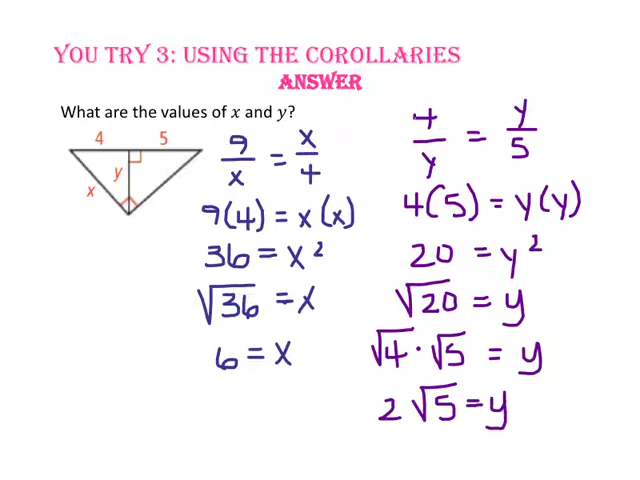 YOU TRY 3: USING THE COROLLARIES
ANSWER
What are the values of x and y?
4 5
y
x
9/x = x/4
9(4) = x(x)
36 = x²
√36 = x
6 = x
4/y = y/5
4(5) = y(y)
20 = y²
√20 = y
√4 · √5 = y
2√5 = y